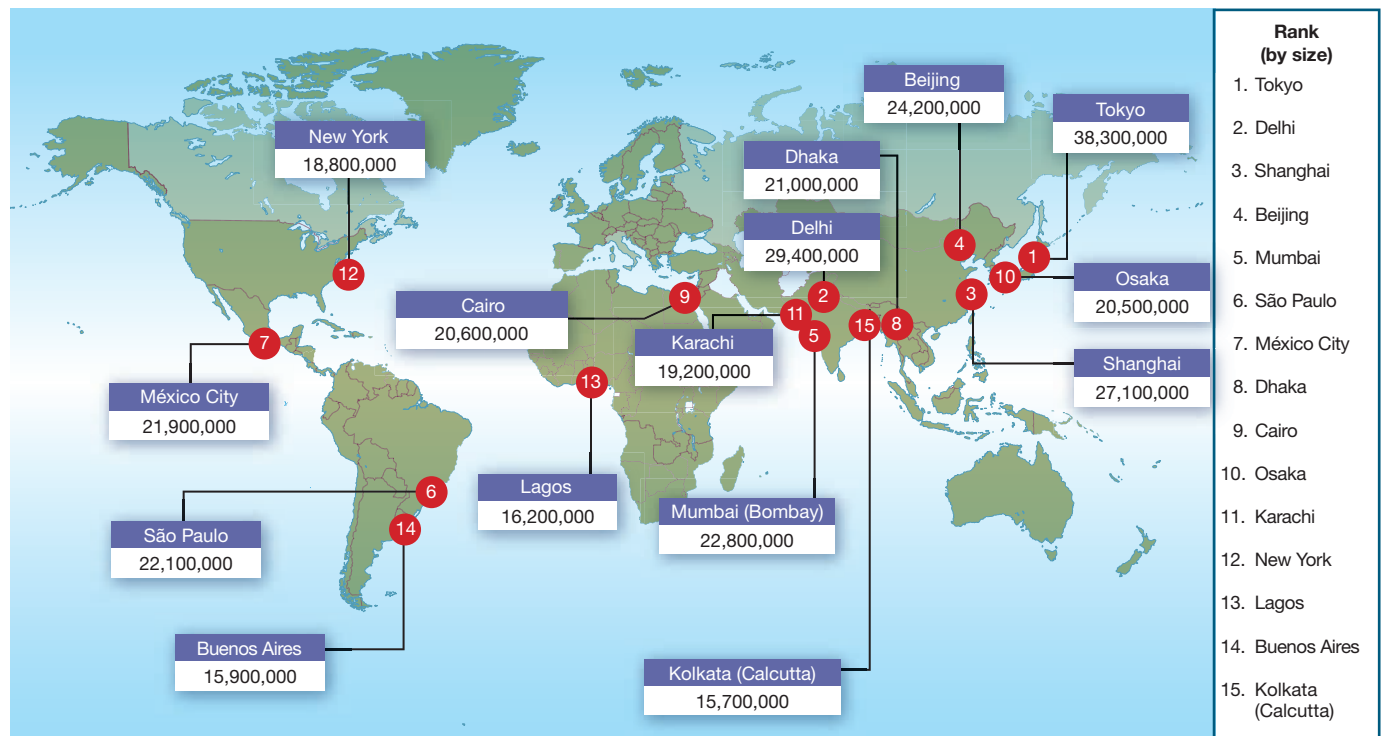 New York
18,800,000
12
México City
21,900,000
7
São Paulo
22,100,000
6
Buenos Aires
15,900,000
14
Cairo
20,600,000
9
Lagos
16,200,000
13
Beijing
24,200,000
4
Tokyo
38,300,000
1
Dhaka
21,000,000
8
Delhi
29,400,000
2
Osaka
20,500,000
10
Karachi
19,200,000
11
Shanghai
27,100,000
3
Mumbai (Bombay)
22,800,000
5
Kolkata (Calcutta)
15,700,000
15
Rank
(by size)
1. Tokyo
2. Delhi
3. Shanghai
4. Beijing
5. Mumbai
6. São Paulo
7. México City
8. Dhaka
9. Cairo
10. Osaka
11. Karachi
12. New York
13. Lagos
14. Buenos Aires
15. Kolkata
(Calcutta)